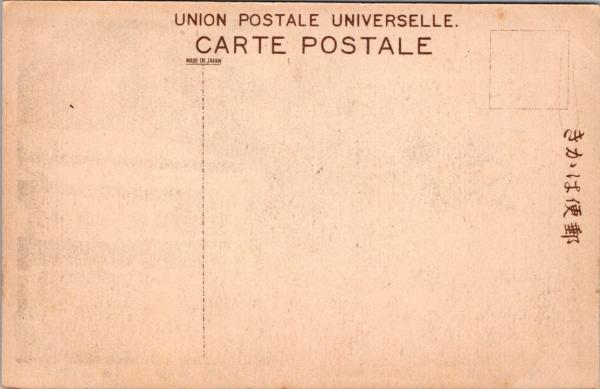 UNION POSTALE UNIVERSELLE.
CARTE POSTALE
MADE IN JAPAN
郵便はかき